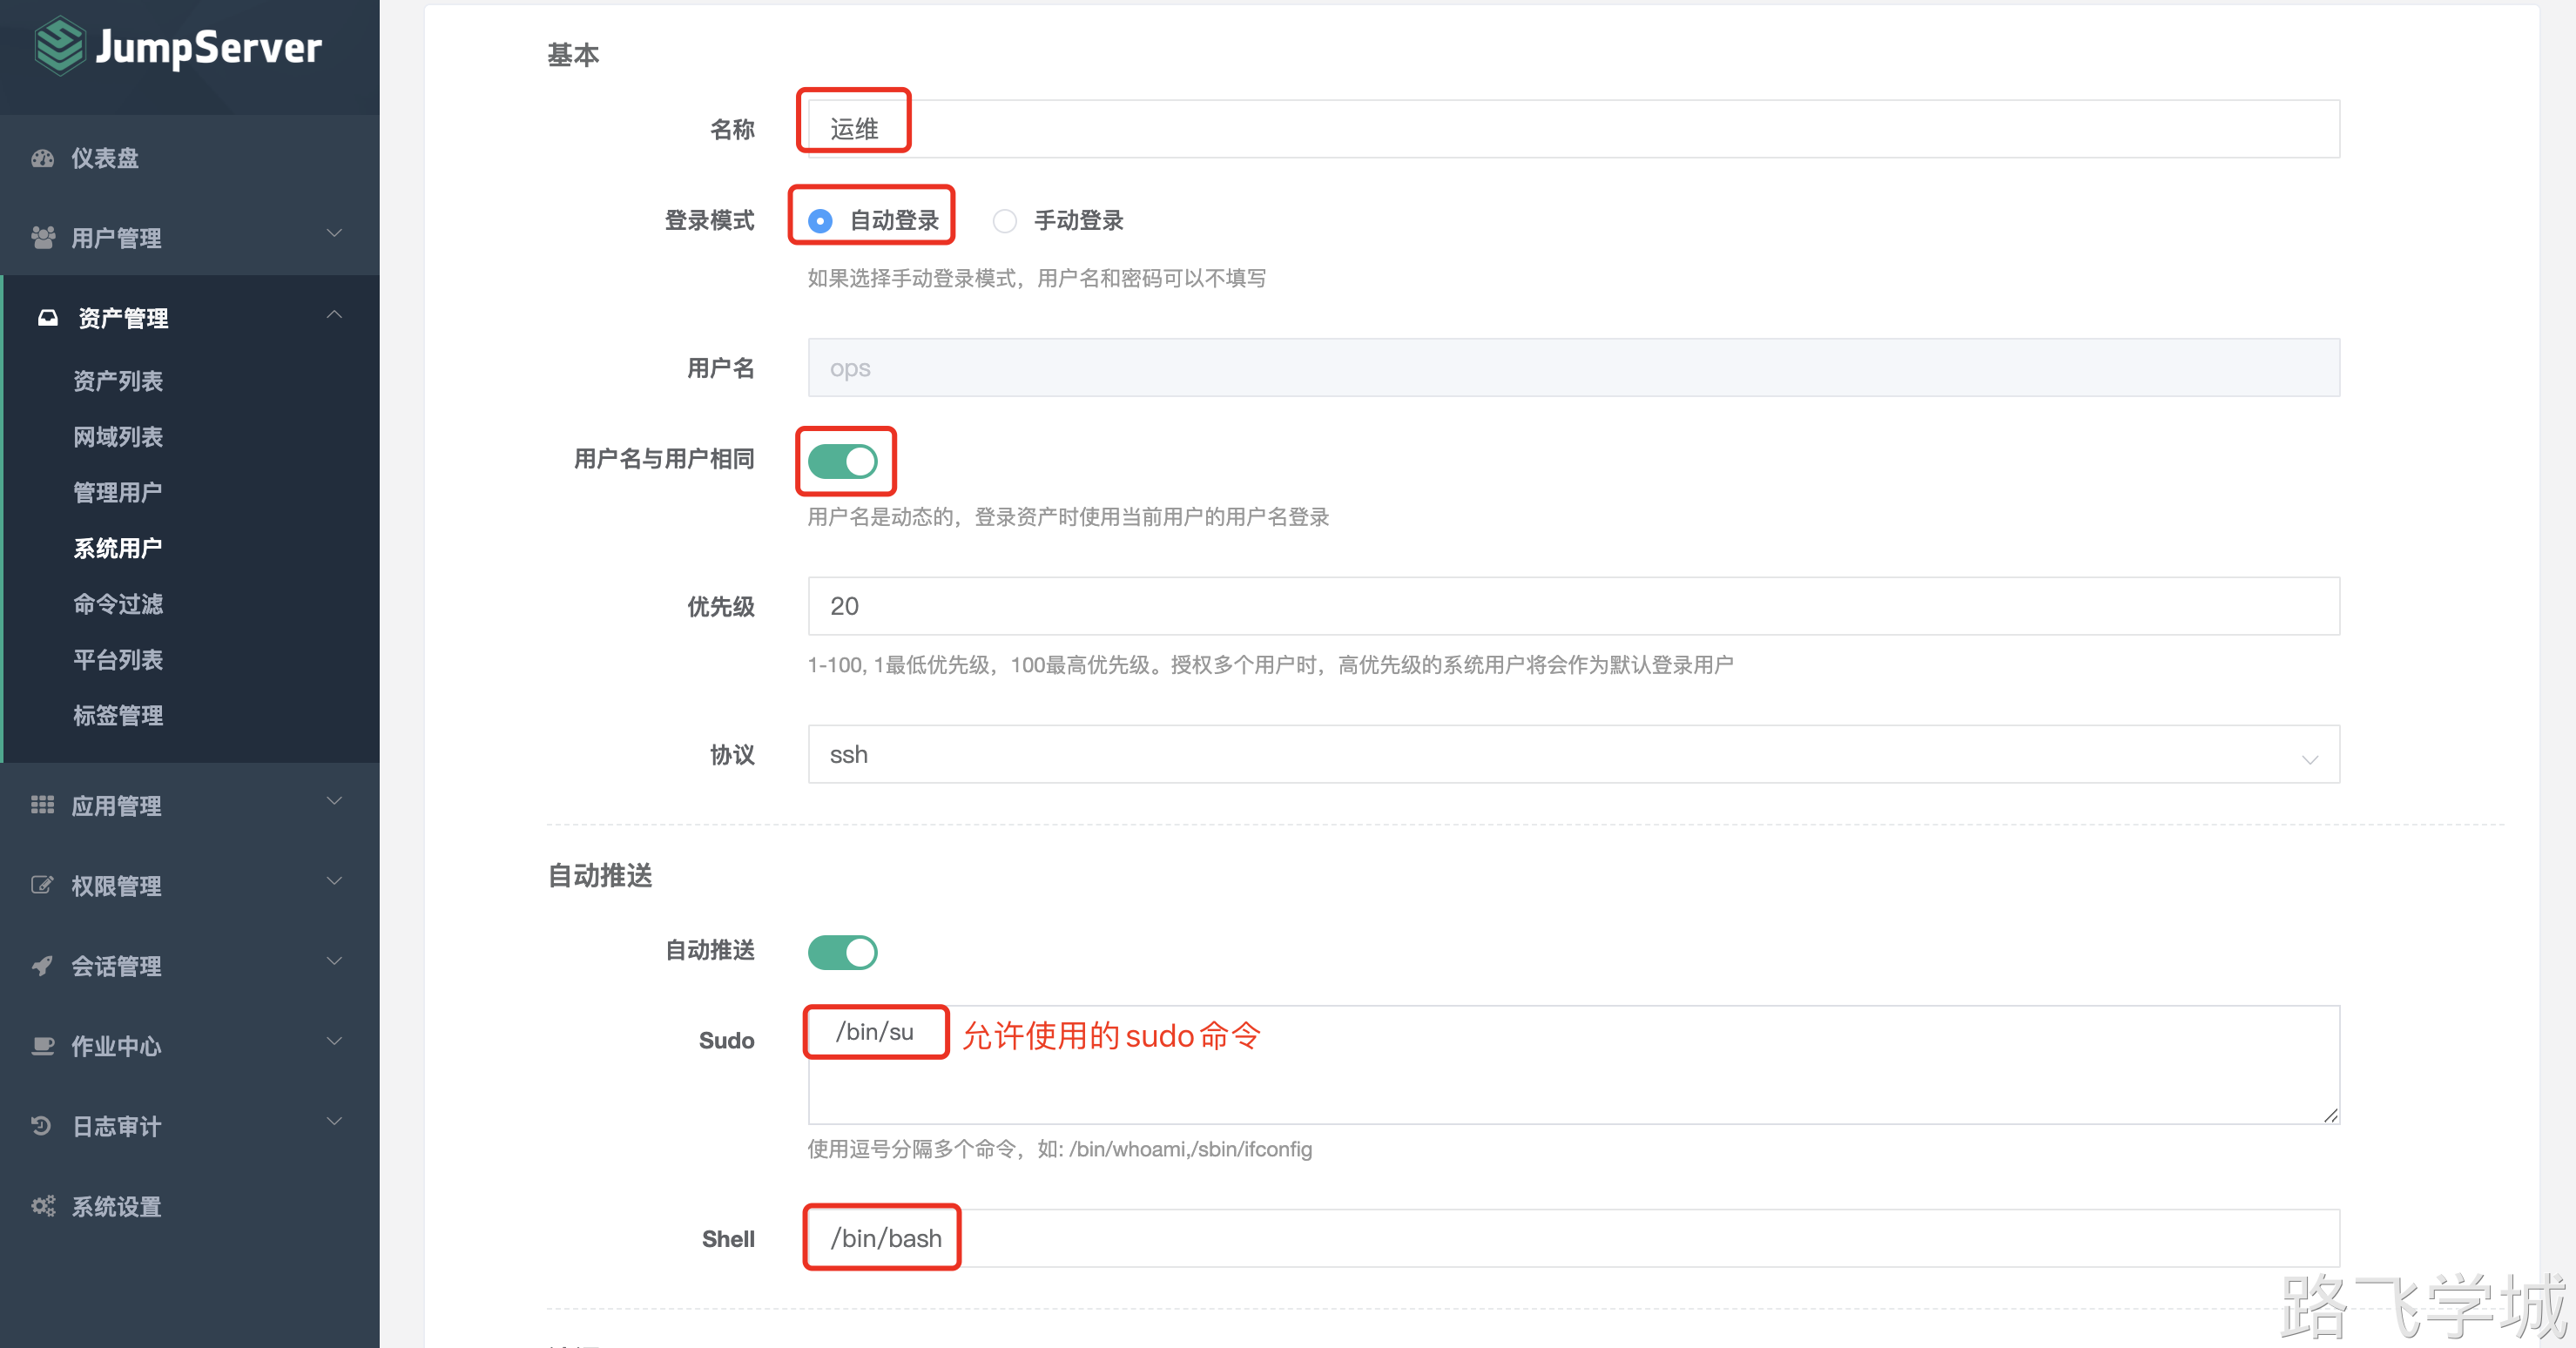 JumpServer
仪表盘
用户管理
资产管理
资产列表
网域列表
管理用户
系统用户
命令过滤
平台列表
标签管理
应用管理
权限管理
会话管理
作业中心
日志审计
系统设置
基本
名称 运维
登录模式 自动登录 手动登录
如果选择手动登录模式，用户名和密码可以不填写
用户名 ops
用户名与用户相同
用户名是动态的，登录资产时使用当前用户的用户名登录
优先级 20
1-100, 1最低优先级，100最高优先级。授权多个用户时，高优先级的系统用户将会作为默认登录用户
协议 ssh
自动推送
自动推送
Sudo /bin/su 允许使用的sudo命令
使用逗号分隔多个命令，如: /bin/whoami,/sbin/ifconfig
Shell /bin/bash
路飞学城